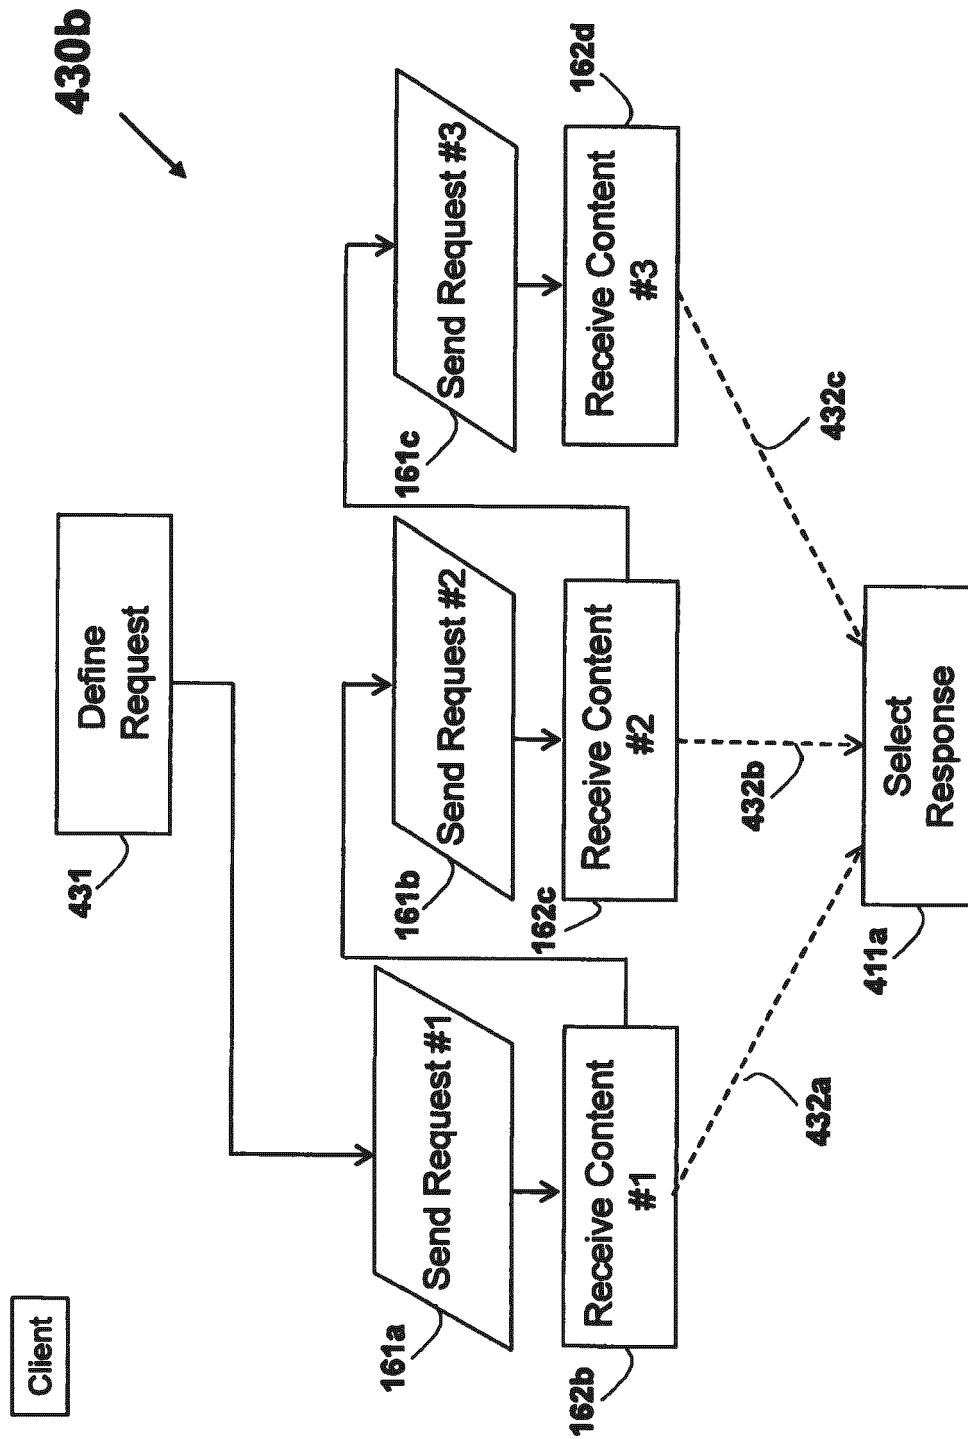 Client
430b
Define
Request
431
Send Request #1
161a
Send Request #2
161b
Send Request #3
161c
Receive Content
#1
162b
Receive Content
#2
162c
Receive Content
#3
162d
432a
432b
432c
Select
Response
411a